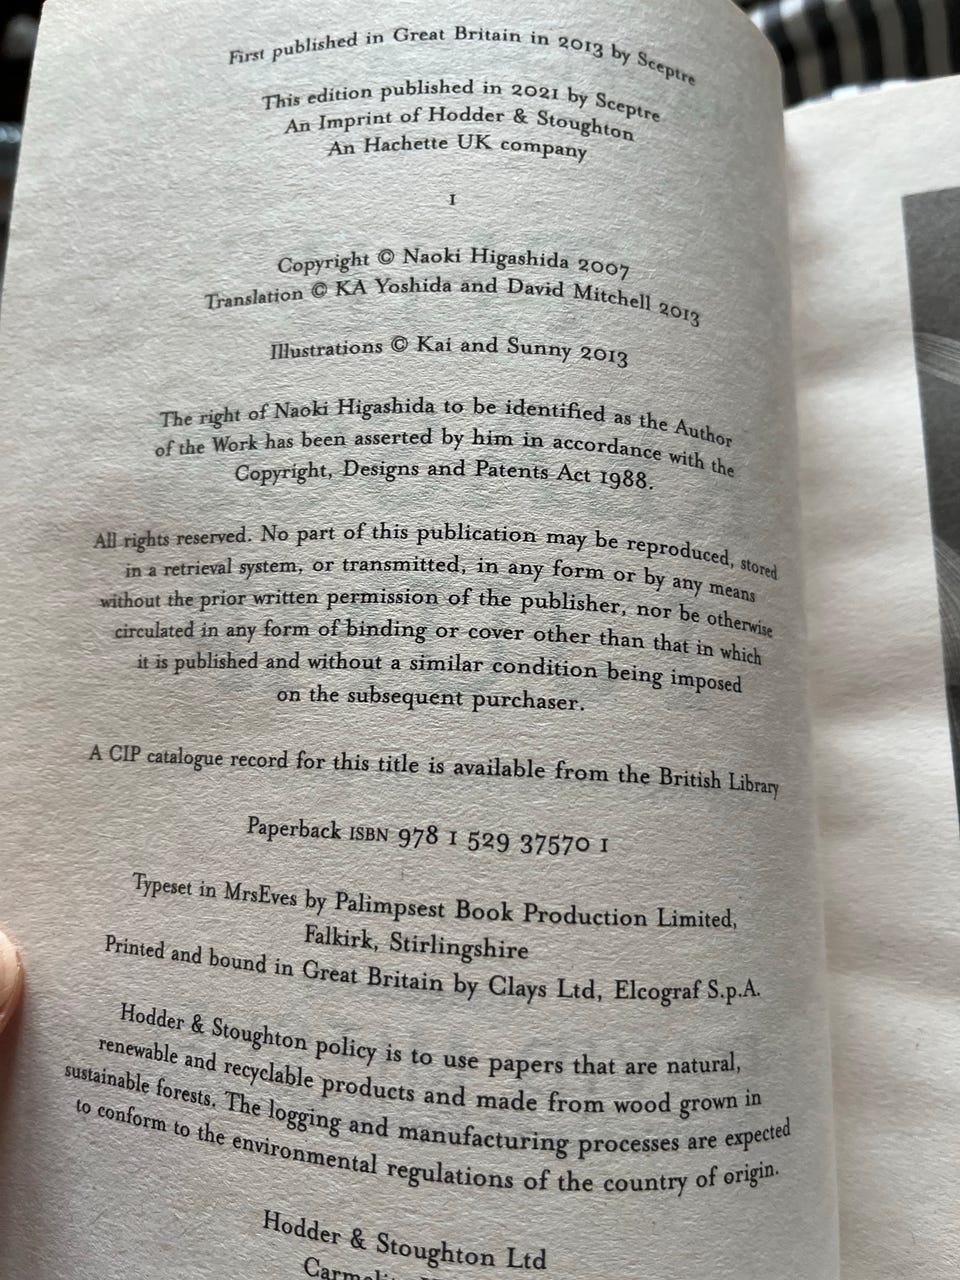 First published in Great Britain in 2013 by Sceptre
This edition published in 2021 by Sceptre
An Imprint of Hodder & Stoughton
An Hachette UK company
1
Copyright © Naoki Higashida 2007
Translation © KA Yoshida and David Mitchell 2013
Illustrations © Kai and Sunny 2013
The right of Naoki Higashida to be identified as the Author
of the Work has been asserted by him in accordance with the
Copyright, Designs and Patents Act 1988.
All rights reserved. No part of this publication may be reproduced, stored
in a retrieval system, or transmitted, in any form or by any means
without the prior written permission of the publisher, nor be otherwise
circulated in any form of binding or cover other than that in which
it is published and without a similar condition being imposed
on the subsequent purchaser.
A CIP catalogue record for this title is available from the British Library
Paperback ISBN 978 1 529 37570 1
Typeset in MrsEves by Palimpsest Book Production Limited,
Falkirk, Stirlingshire
Printed and bound in Great Britain by Clays Ltd, Elcograf S.p.A.
Hodder & Stoughton policy is to use papers that are natural,
renewable and recyclable products and made from wood grown in
sustainable forests. The logging and manufacturing processes are expected
to conform to the environmental regulations of the country of origin.
Hodder & Stoughton Ltd